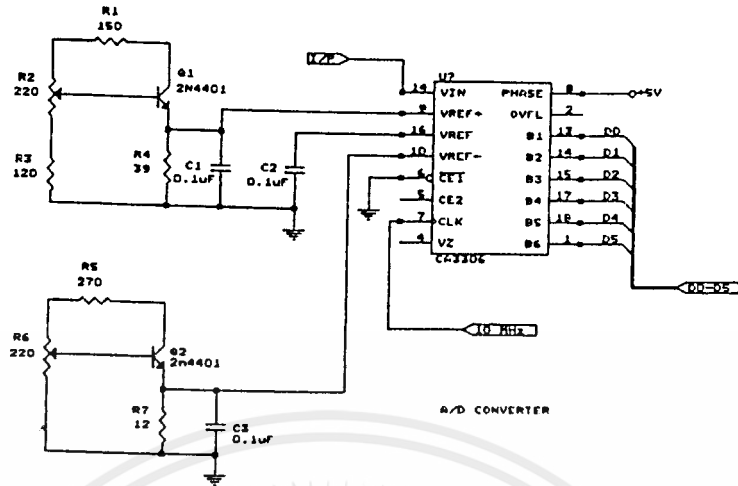 R1
150
R2
220
Q1
2N4401
R3
120
R4
39
C1
0.1uF
C2
0.1uF
I/P
U?
14 VIN
9 VREF+
16 VREF
10 VREF-
6 CE1
5 CE2
7 CLK
4 VZ
PHASE 8 +5V
OVFL 2
B1 13 D0
B2 14 D1
B3 15 D2
B4 17 D3
B5 18 D4
B6 1 D5
CA3306
D0-D5
10 MHz
R5
270
R6
220
Q2
2n4401
R7
12
C3
0.1uF
A/D CONVERTER